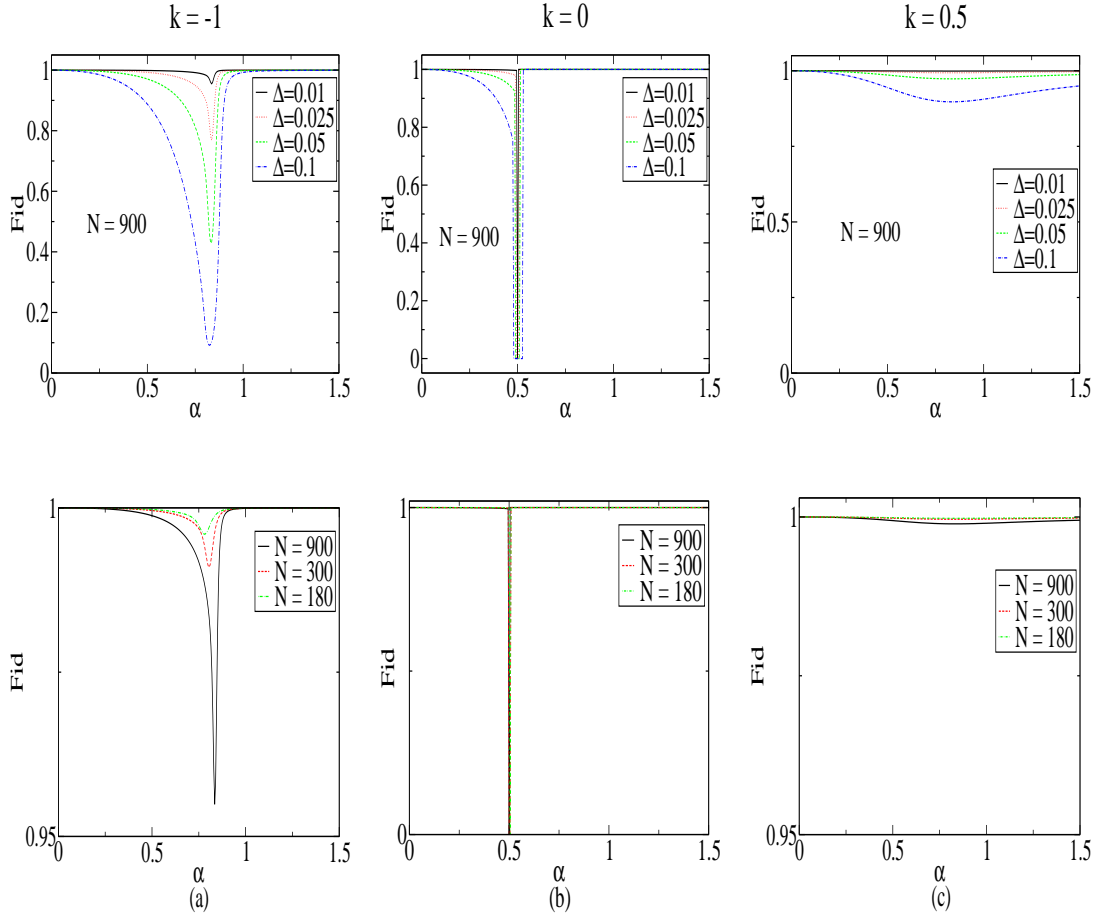 k = -1
k = 0
k = 0.5
1
0.8
0.6
0.4
0.2
0
Fid
Δ=0.01
Δ=0.025
Δ=0.05
Δ=0.1
N = 900
0
0.5
1
1.5
α
1
0.8
0.6
0.4
0.2
0
Fid
Δ=0.01
Δ=0.025
Δ=0.05
Δ=0.1
N = 900
0
0.5
1
1.5
α
1
0.5
0
Fid
Δ=0.01
Δ=0.025
Δ=0.05
Δ=0.1
N = 900
0
0.5
1
1.5
α
1
0.95
Fid
N = 900
N = 300
N = 180
0
0.5
1
1.5
α
(a)
1
0
Fid
N = 900
N = 300
N = 180
0
0.5
1
1.5
α
(b)
1
0.95
Fid
N = 900
N = 300
N = 180
0
0.5
1
1.5
α
(c)